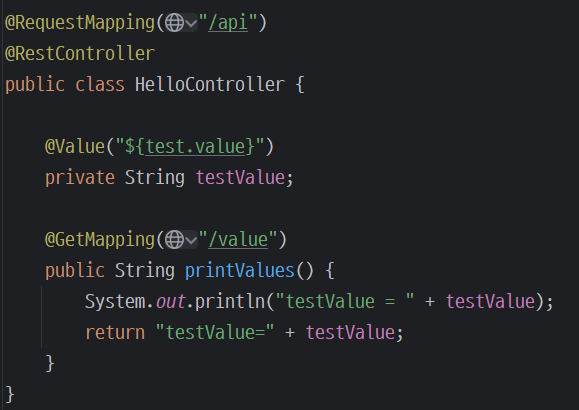 @RequestMapping("/api")
@RestController
public class HelloController {
@Value("${test.value}")
private String testValue;
@GetMapping("/value")
public String printValues() {
System.out.println("testValue = " + testValue);
return "testValue=" + testValue;
}
}